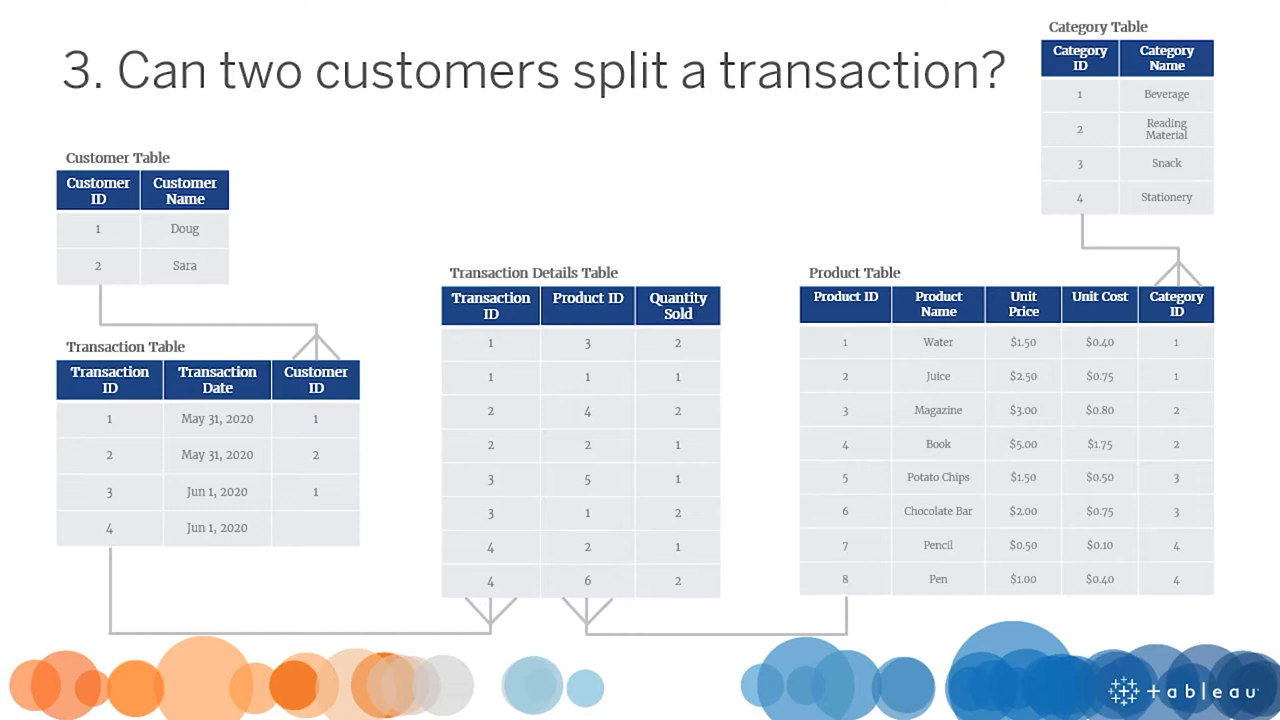 3. Can two customers split a transaction?
Category Table
Category ID Category Name
1 Beverage
2 Reading Material
3 Snack
4 Stationery
Customer Table
Customer ID Customer Name
1 Doug
2 Sara
Transaction Table
Transaction ID Transaction Date Customer ID
1 May 31, 2020 1
2 May 31, 2020 2
3 Jun 1, 2020 1
4 Jun 1, 2020
Transaction Details Table
Transaction ID Product ID Quantity Sold
1 3 2
1 1 1
2 4 2
2 2 1
3 5 1
3 1 2
4 2 1
4 6 2
Product Table
Product ID Product Name Unit Price Unit Cost Category ID
1 Water $1.50 $0.40 1
2 Juice $2.50 $0.75 1
3 Magazine $3.00 $0.80 2
4 Book $5.00 $1.75 2
5 Potato Chips $1.50 $0.50 3
6 Chocolate Bar $2.00 $0.75 3
7 Pencil $0.50 $0.10 4
8 Pen $1.00 $0.40 4
tableau